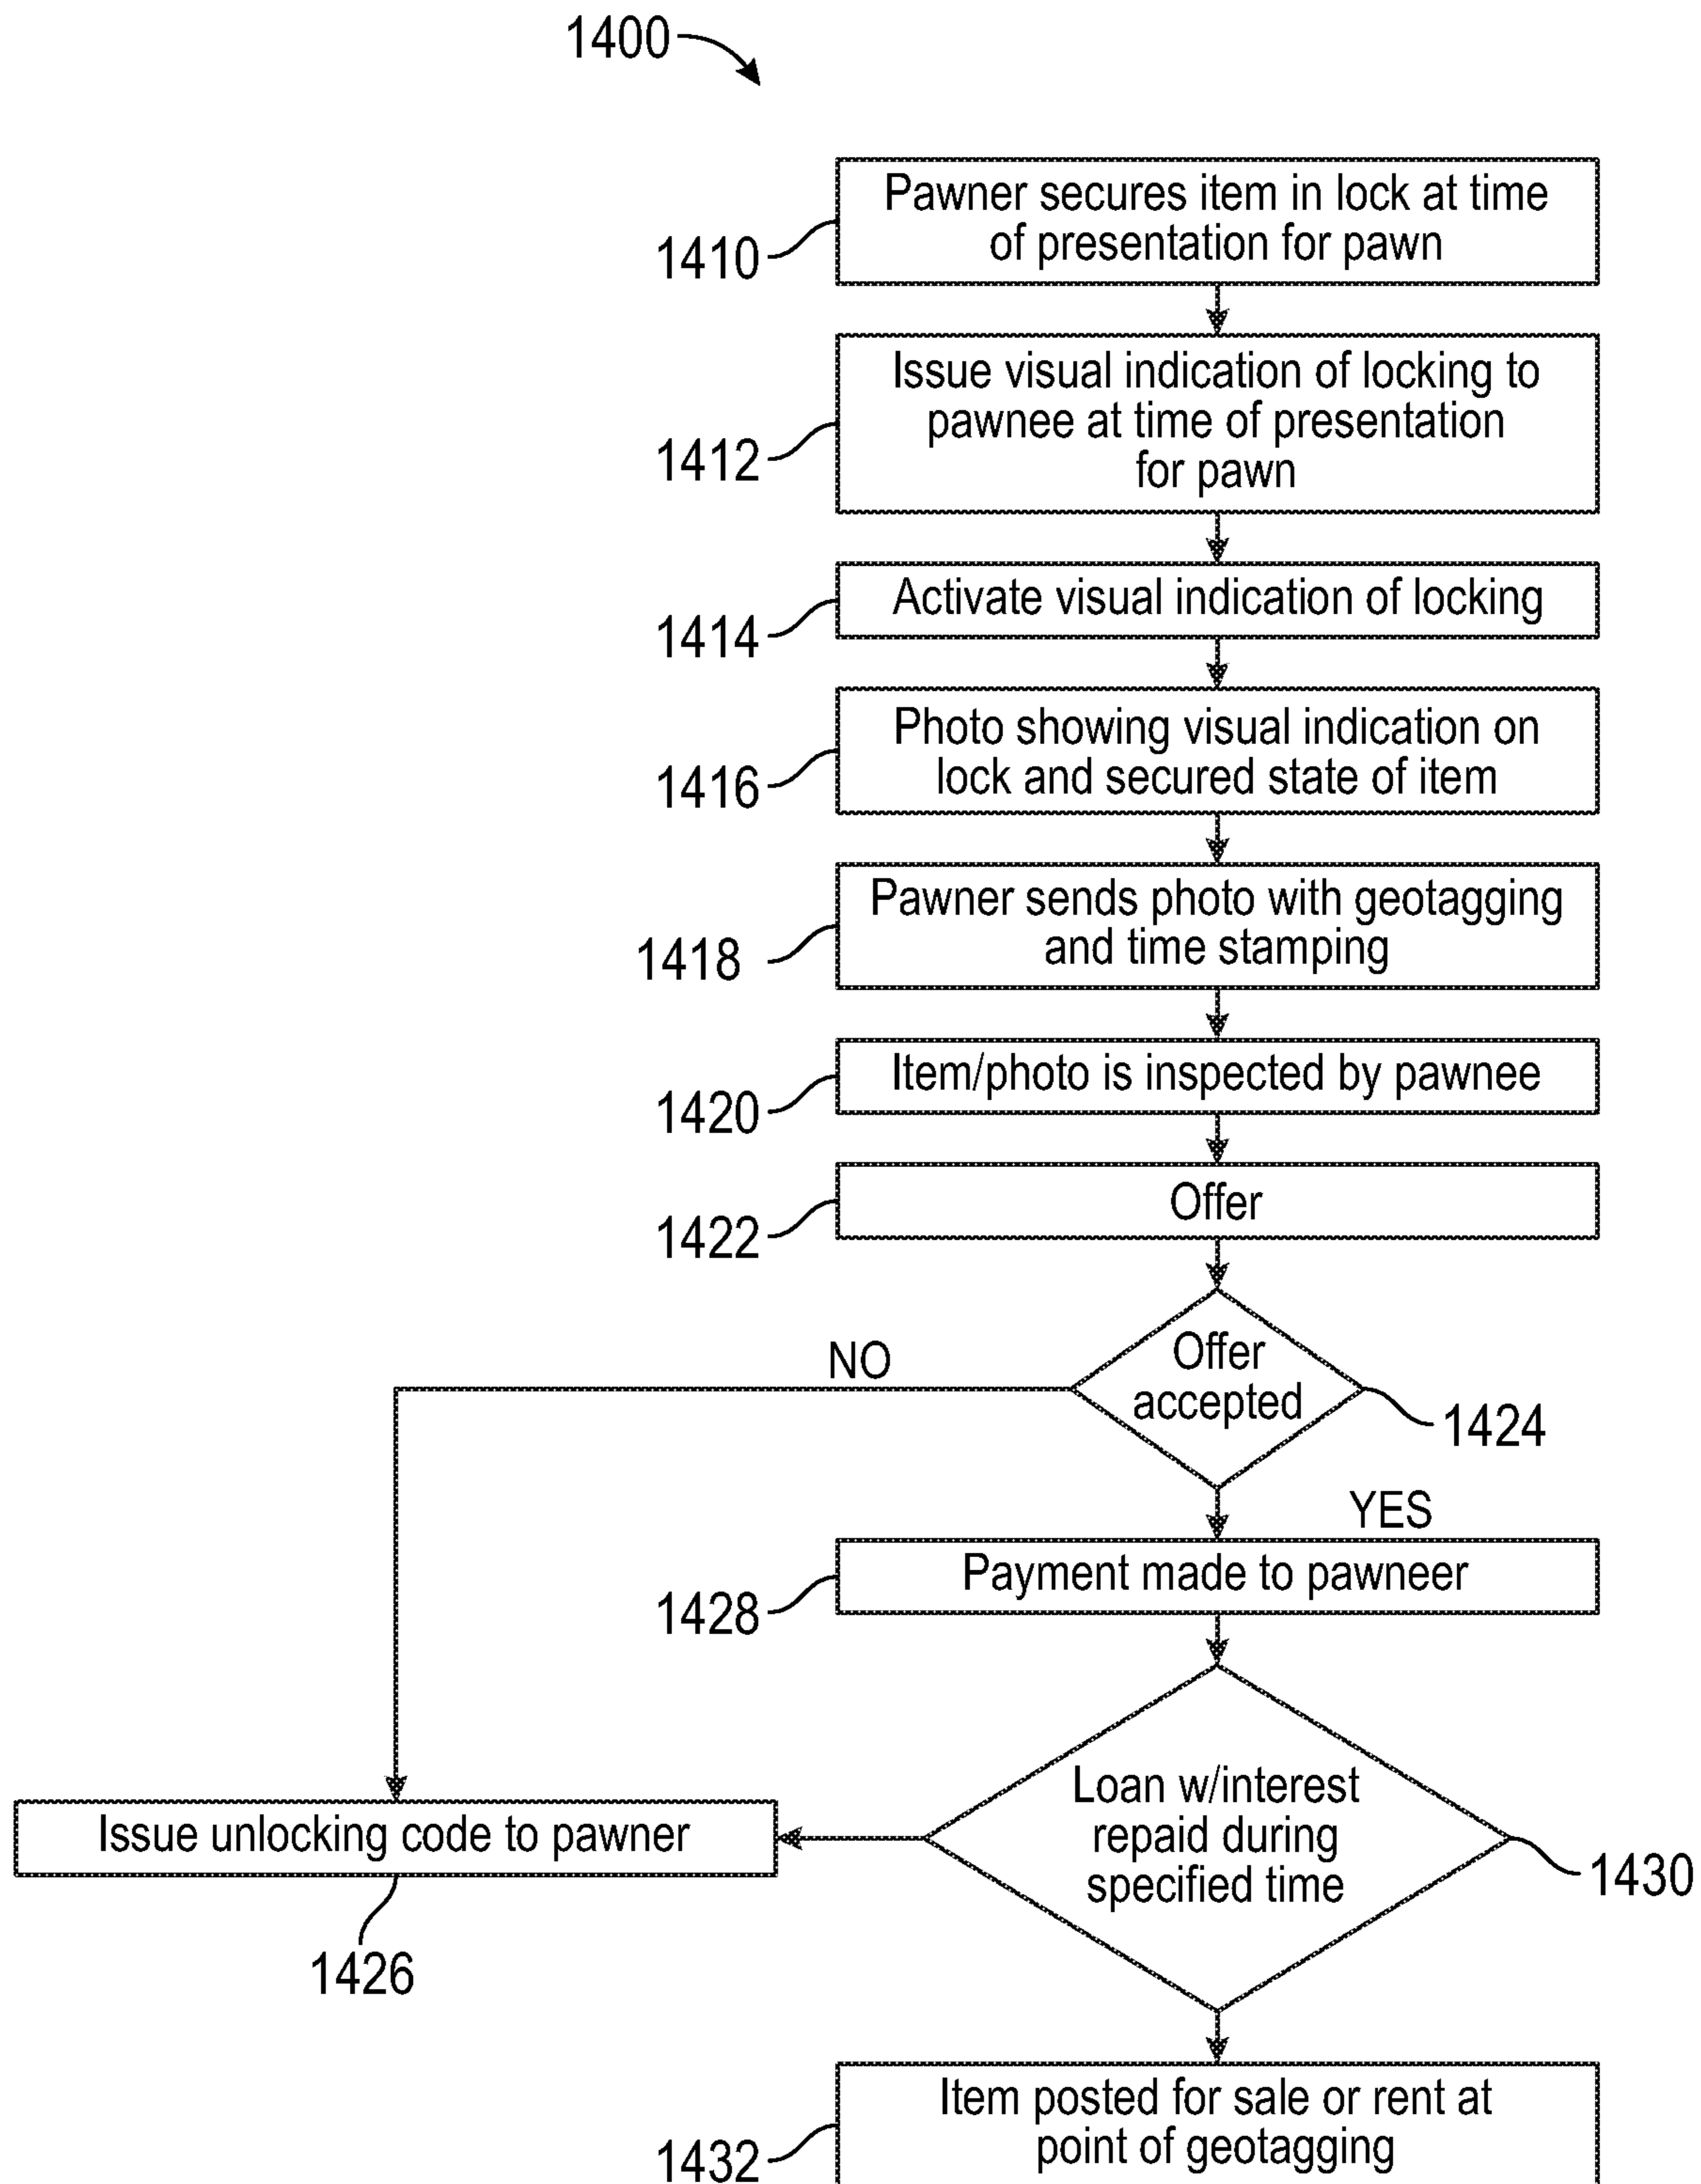 1400
Pawner secures item in lock at time
of presentation for pawn
1410
Issue visual indication of locking to
pawnee at time of presentation
for pawn
1412
Activate visual indication of locking
1414
Photo showing visual indication on
lock and secured state of item
1416
Pawner sends photo with geotagging
and time stamping
1418
Item/photo is inspected by pawnee
1420
Offer
1422
NO
Offer
accepted
1424
YES
Payment made to pawneer
1428
Loan w/interest
repaid during
specified time
1430
Issue unlocking code to pawner
1426
Item posted for sale or rent at
point of geotagging
1432